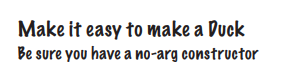 Make it easy to make a Duck
Be sure you have a no-arg constructor